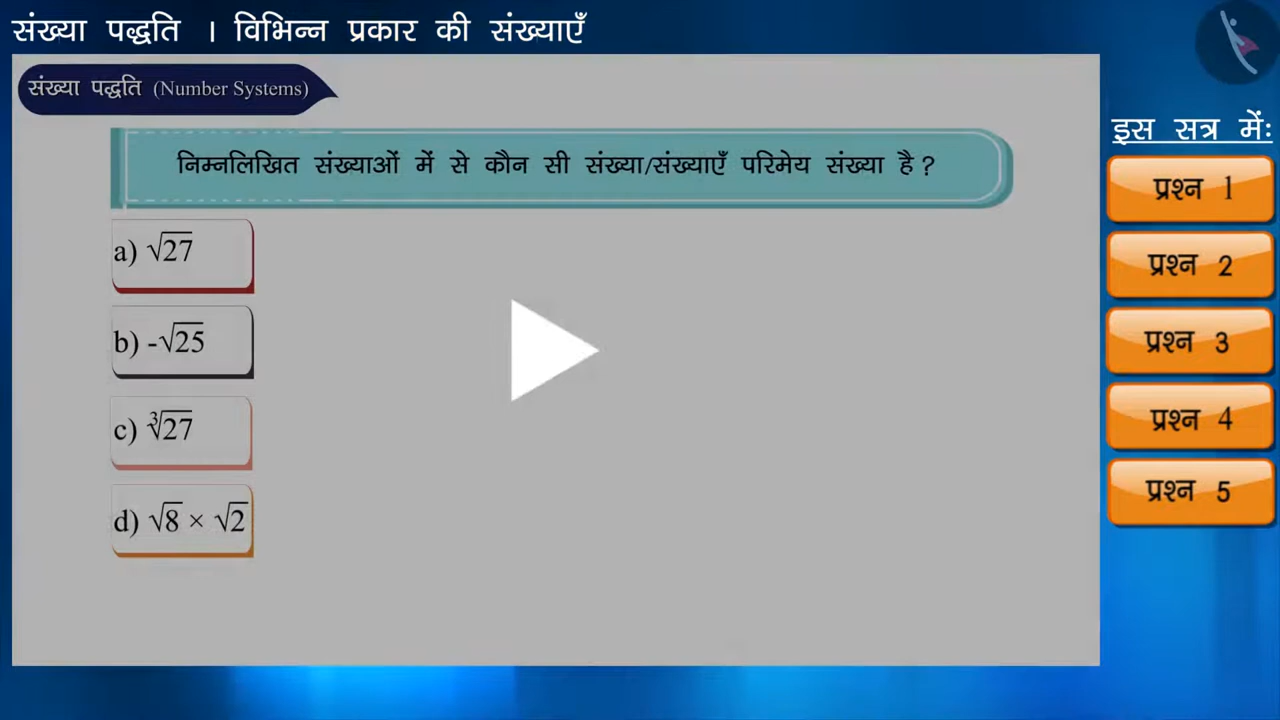 संख्या पद्धति । विभिन्न प्रकार की संख्याएँ
संख्या पद्धति (Number Systems)
निम्नलिखित संख्याओं में से कौन सी संख्या/संख्याएँ परिमेय संख्या है ?
a) √27
b) -√25
c) ∛27
d) √8 × √2
इस सत्र में:
प्रश्न 1
प्रश्न 2
प्रश्न 3
प्रश्न 4
प्रश्न 5